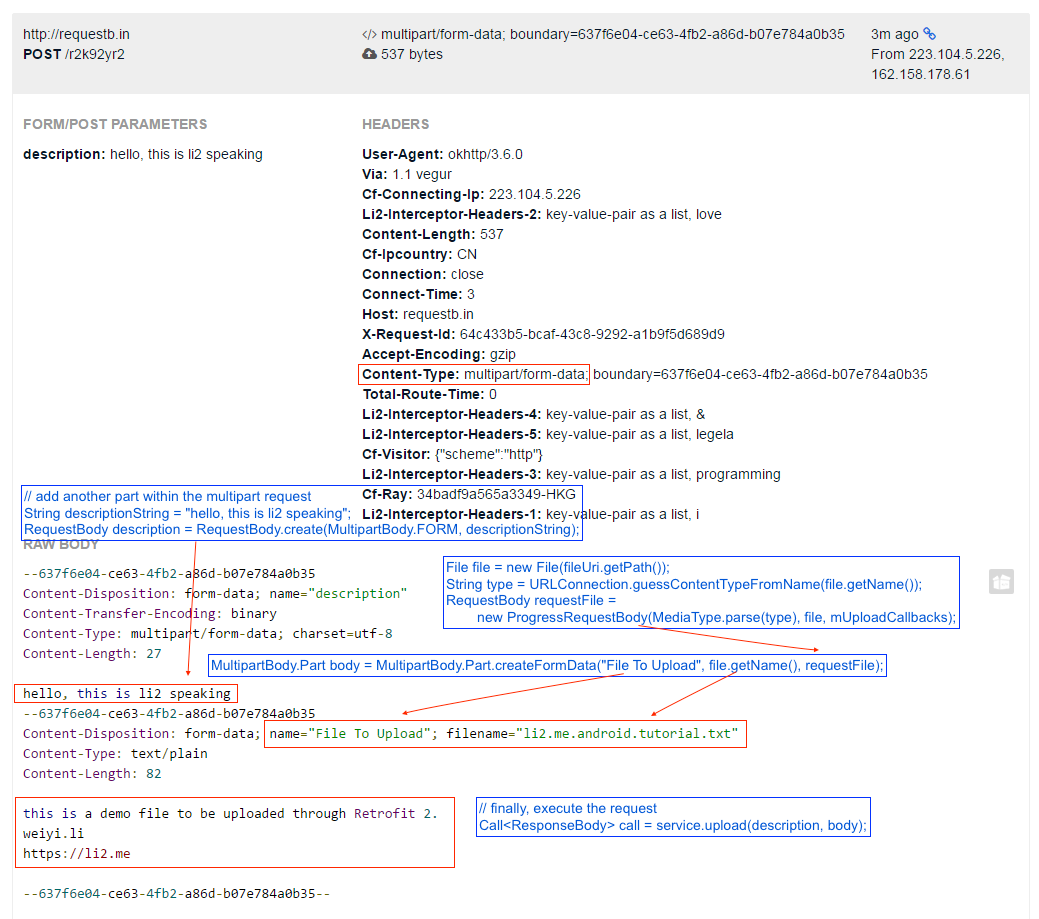 http://requestb.in
POST /r2k92yr2
</> multipart/form-data; boundary=637f6e04-ce63-4fb2-a86d-b07e784a0b35
537 bytes
3m ago
From 223.104.5.226,
162.158.178.61
FORM/POST PARAMETERS
description: hello, this is li2 speaking
HEADERS
User-Agent: okhttp/3.6.0
Via: 1.1 vegur
Cf-Connecting-Ip: 223.104.5.226
Li2-Interceptor-Headers-2: key-value-pair as a list, love
Content-Length: 537
Cf-Ipcountry: CN
Connection: close
Connect-Time: 3
Host: requestb.in
X-Request-Id: 64c433b5-bcaf-43c8-9292-a1b9f5d689d9
Accept-Encoding: gzip
Content-Type: multipart/form-data; boundary=637f6e04-ce63-4fb2-a86d-b07e784a0b35
Total-Route-Time: 0
Li2-Interceptor-Headers-4: key-value-pair as a list, &
Li2-Interceptor-Headers-5: key-value-pair as a list, legela
Cf-Visitor: {"scheme":"http"}
Li2-Interceptor-Headers-3: key-value-pair as a list, programming
Cf-Ray: 34badf9a565a3349-HKG
Li2-Interceptor-Headers-1: key-value-pair as a list, i
// add another part within the multipart request
String descriptionString = "hello, this is li2 speaking";
RequestBody description = RequestBody.create(MultipartBody.FORM, descriptionString);
RAW BODY
--637f6e04-ce63-4fb2-a86d-b07e784a0b35
Content-Disposition: form-data; name="description"
Content-Transfer-Encoding: binary
Content-Type: multipart/form-data; charset=utf-8
Content-Length: 27
File file = new File(fileUri.getPath());
String type = URLConnection.guessContentTypeFromName(file.getName());
RequestBody requestFile =
new ProgressRequestBody(MediaType.parse(type), file, mUploadCallbacks);
MultipartBody.Part body = MultipartBody.Part.createFormData("File To Upload", file.getName(), requestFile);
hello, this is li2 speaking
--637f6e04-ce63-4fb2-a86d-b07e784a0b35
Content-Disposition: form-data; name="File To Upload"; filename="li2.me.android.tutorial.txt"
Content-Type: text/plain
Content-Length: 82
this is a demo file to be uploaded through Retrofit 2.
weiyi.li
https://li2.me
// finally, execute the request
Call<ResponseBody> call = service.upload(description, body);
--637f6e04-ce63-4fb2-a86d-b07e784a0b35--